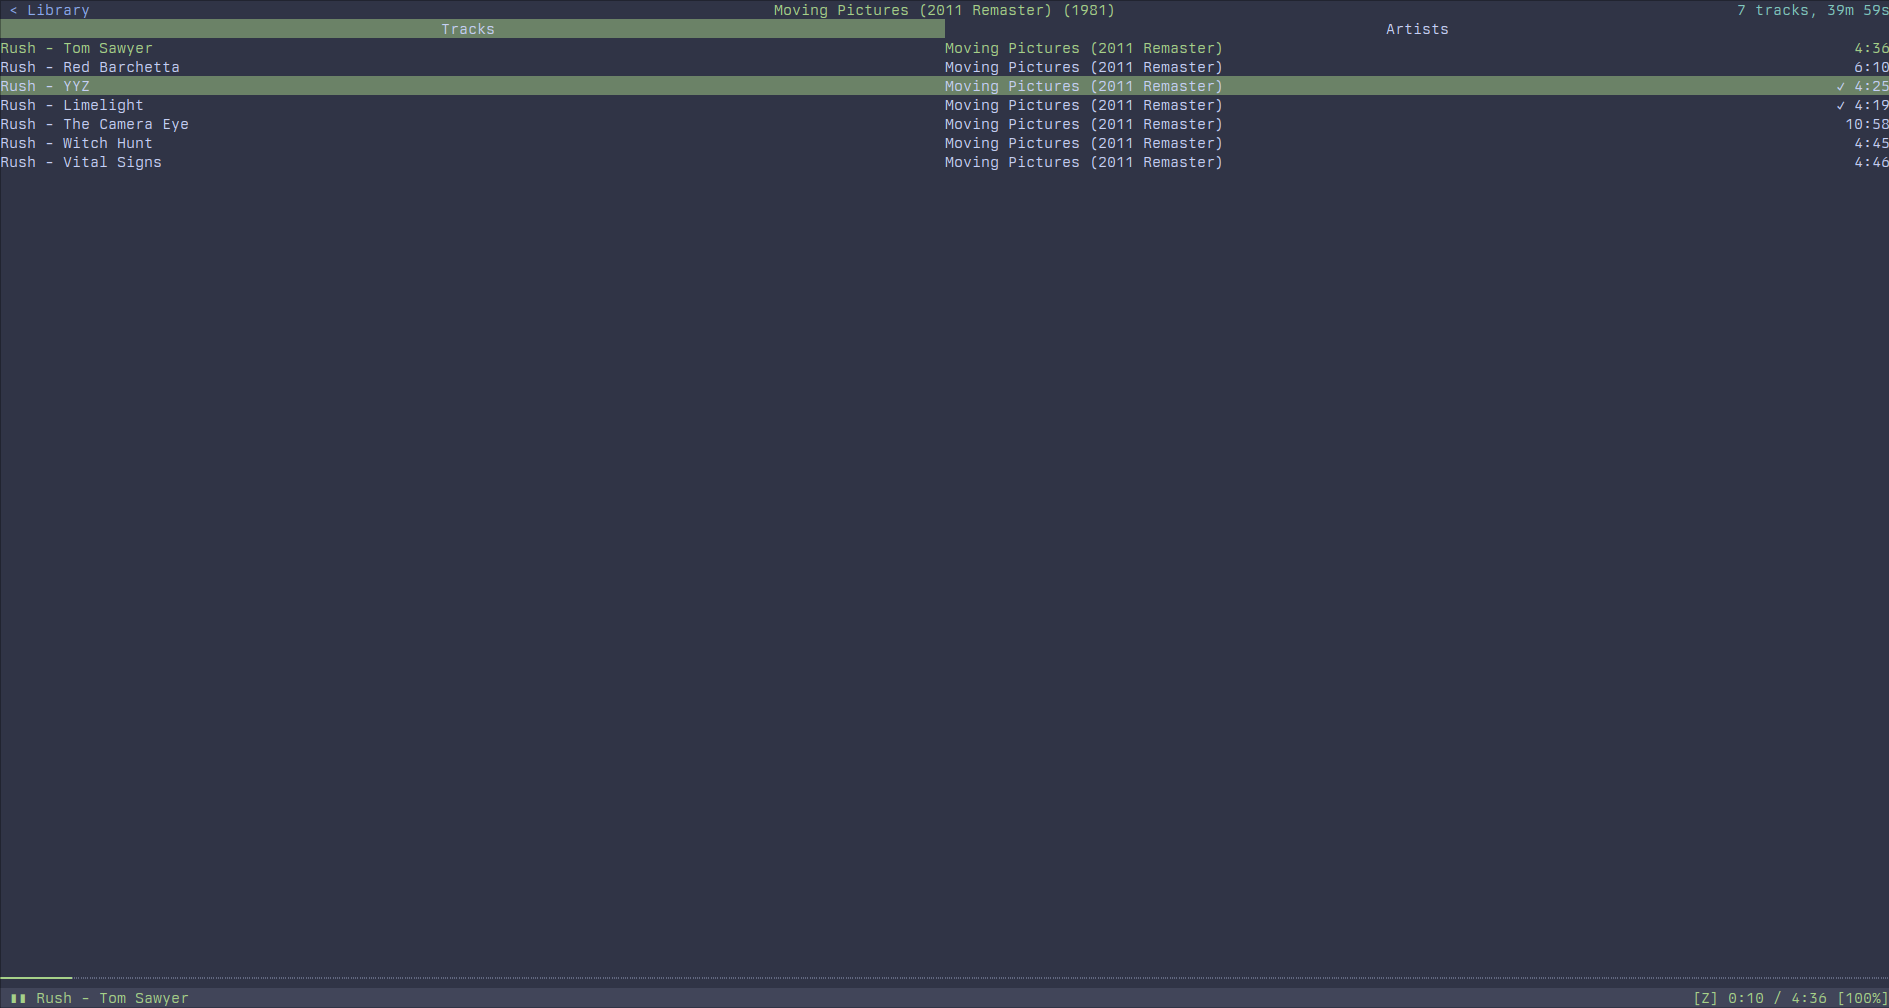 < Library Moving Pictures (2011 Remaster) (1981) 7 tracks, 39m 59s
Tracks Artists
Rush - Tom Sawyer Moving Pictures (2011 Remaster) 4:36
Rush - Red Barchetta Moving Pictures (2011 Remaster) 6:10
Rush - YYZ Moving Pictures (2011 Remaster) ✓ 4:25
Rush - Limelight Moving Pictures (2011 Remaster) ✓ 4:19
Rush - The Camera Eye Moving Pictures (2011 Remaster) 10:58
Rush - Witch Hunt Moving Pictures (2011 Remaster) 4:45
Rush - Vital Signs Moving Pictures (2011 Remaster) 4:46
Rush - Tom Sawyer [Z] 0:10 / 4:36 [100%]